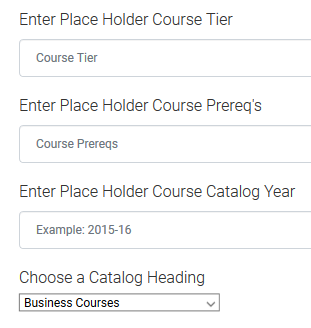 Enter Place Holder Course Tier
Course Tier
Enter Place Holder Course Prereq's
Course Prereqs
Enter Place Holder Course Catalog Year
Example: 2015-16
Choose a Catalog Heading
Business Courses